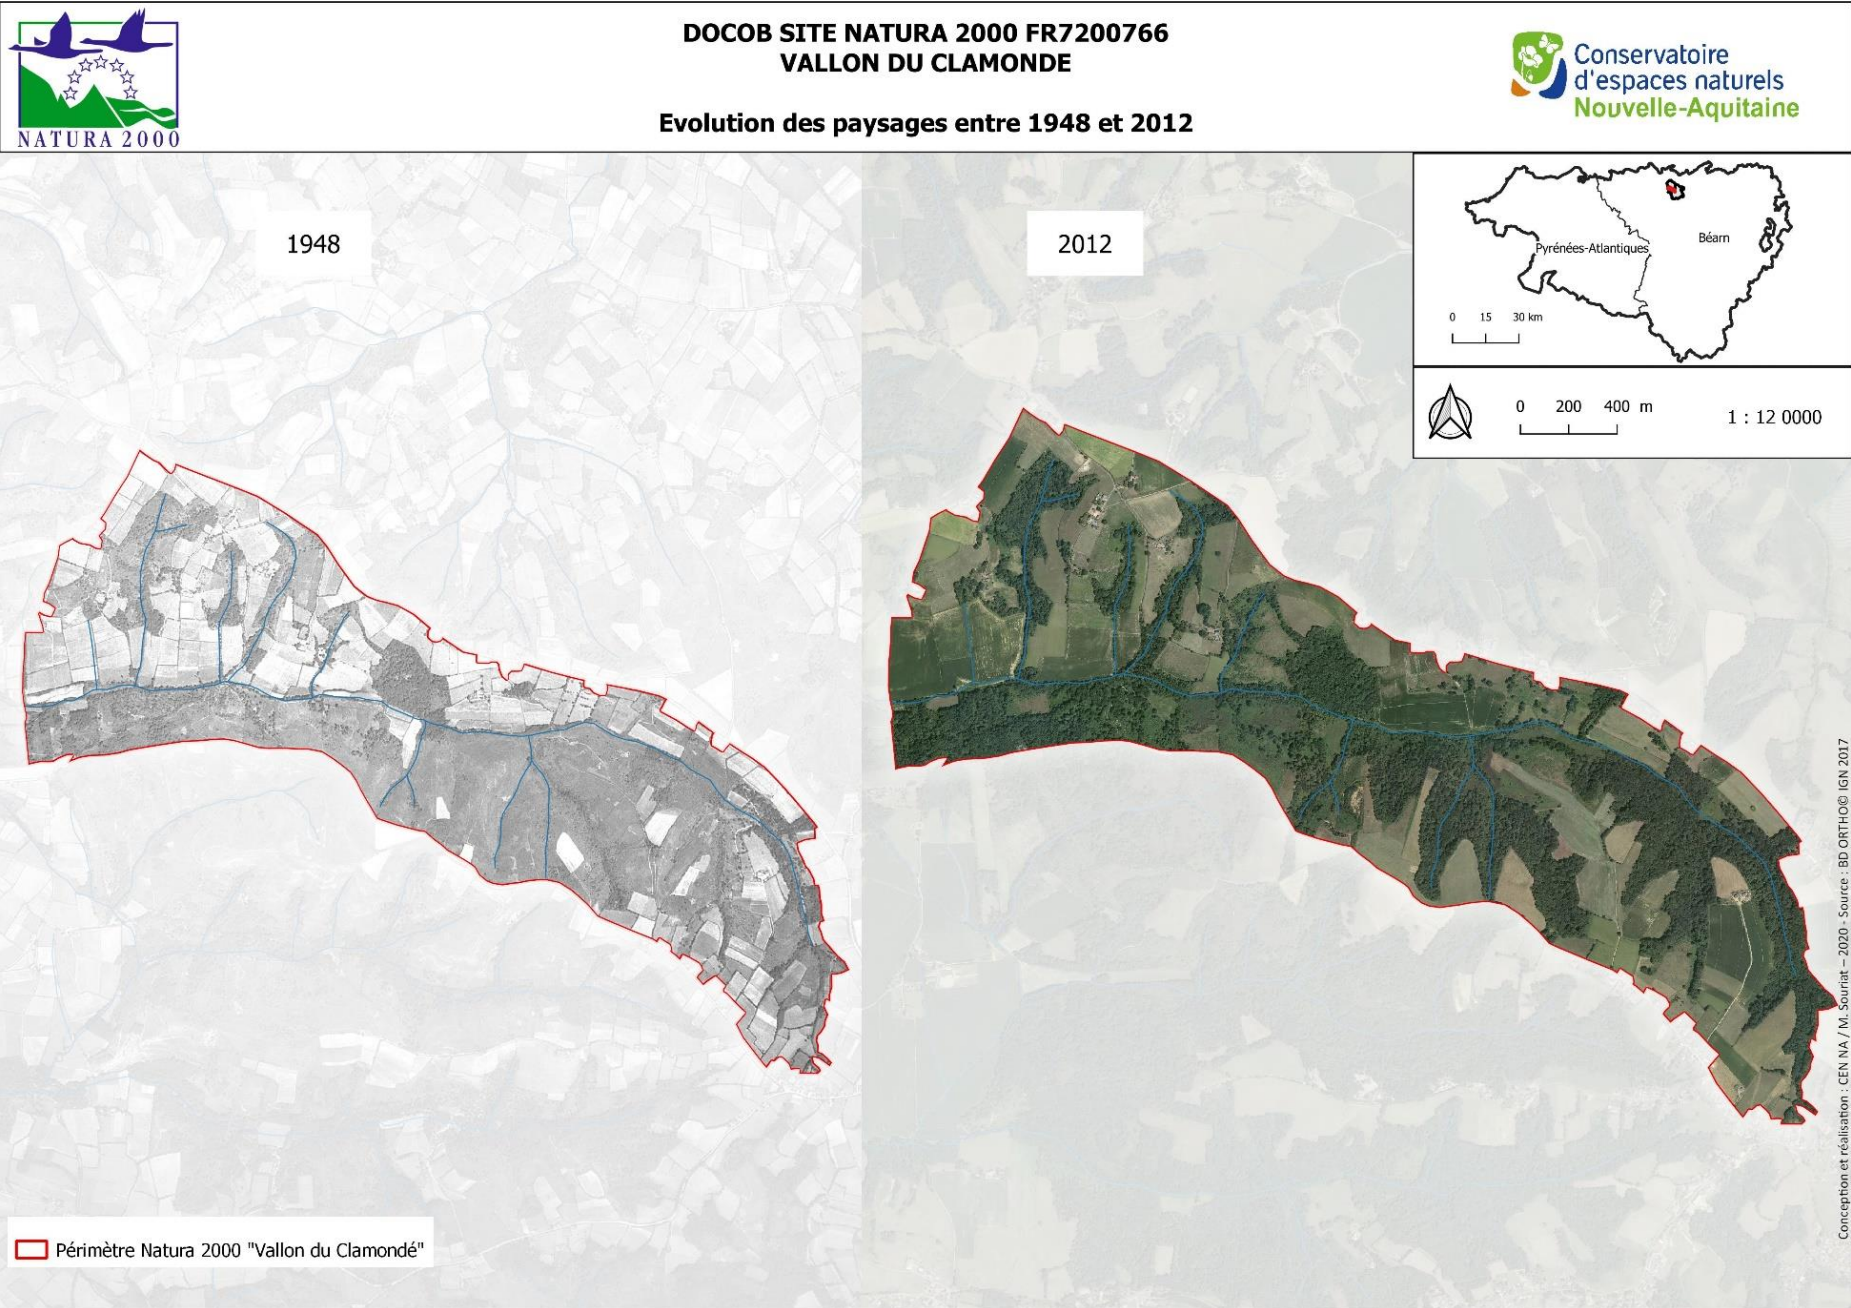 NATURA 2000
DOCOB SITE NATURA 2000 FR7200766
VALLON DU CLAMONDE
Evolution des paysages entre 1948 et 2012
Conservatoire
d'espaces naturels
Nouvelle-Aquitaine
1948
2012
Pyrénées-Atlantiques
Béarn
0 15 30 km
0 200 400 m
1 : 12 0000
Périmètre Natura 2000 "Vallon du Clamondé"
Conception et réalisation : CEN NA / M. Souriat – 2020 - Source : BD ORTHO© IGN 2017